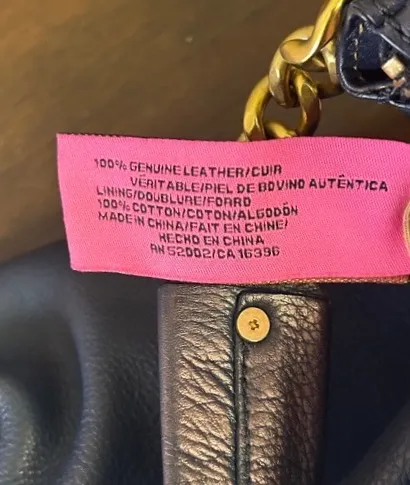 100% GENUINE LEATHER/CUIR
VÉRITABLE/PIEL DE BOVINO AUTÊNTICA
LINING/DOUBLURE/FORRO
100% COTTON/COTON/ALGODÓN
MADE IN CHINA/FAIT EN CHINE/
HECHO EN CHINA
RN 52002/CA 16396